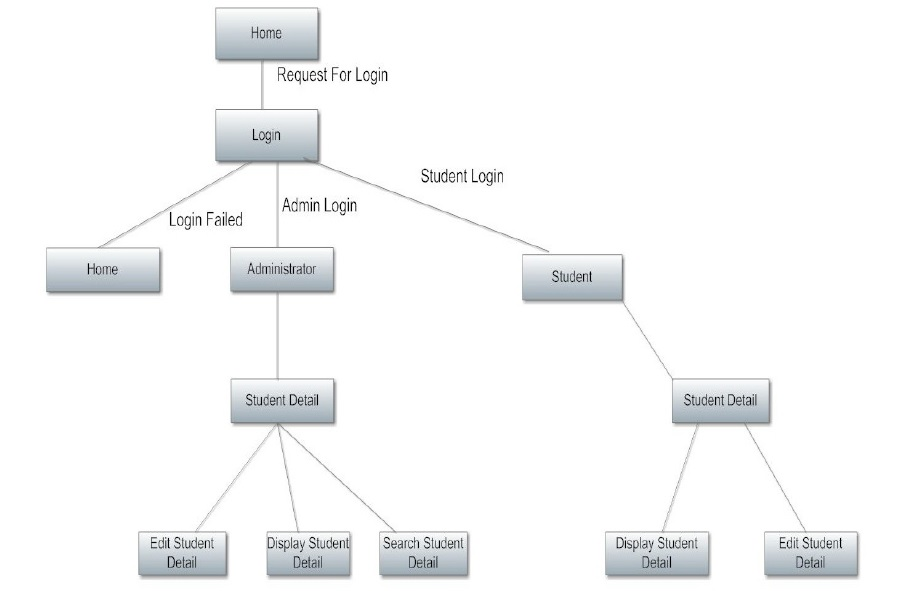 Home
Request For Login
Login
Student Login
Admin Login
Login Failed
Home
Administrator
Student
Student Detail
Student Detail
Edit Student
Detail
Display Student
Detail
Search Student
Detail
Display Student
Detail
Edit Student
Detail